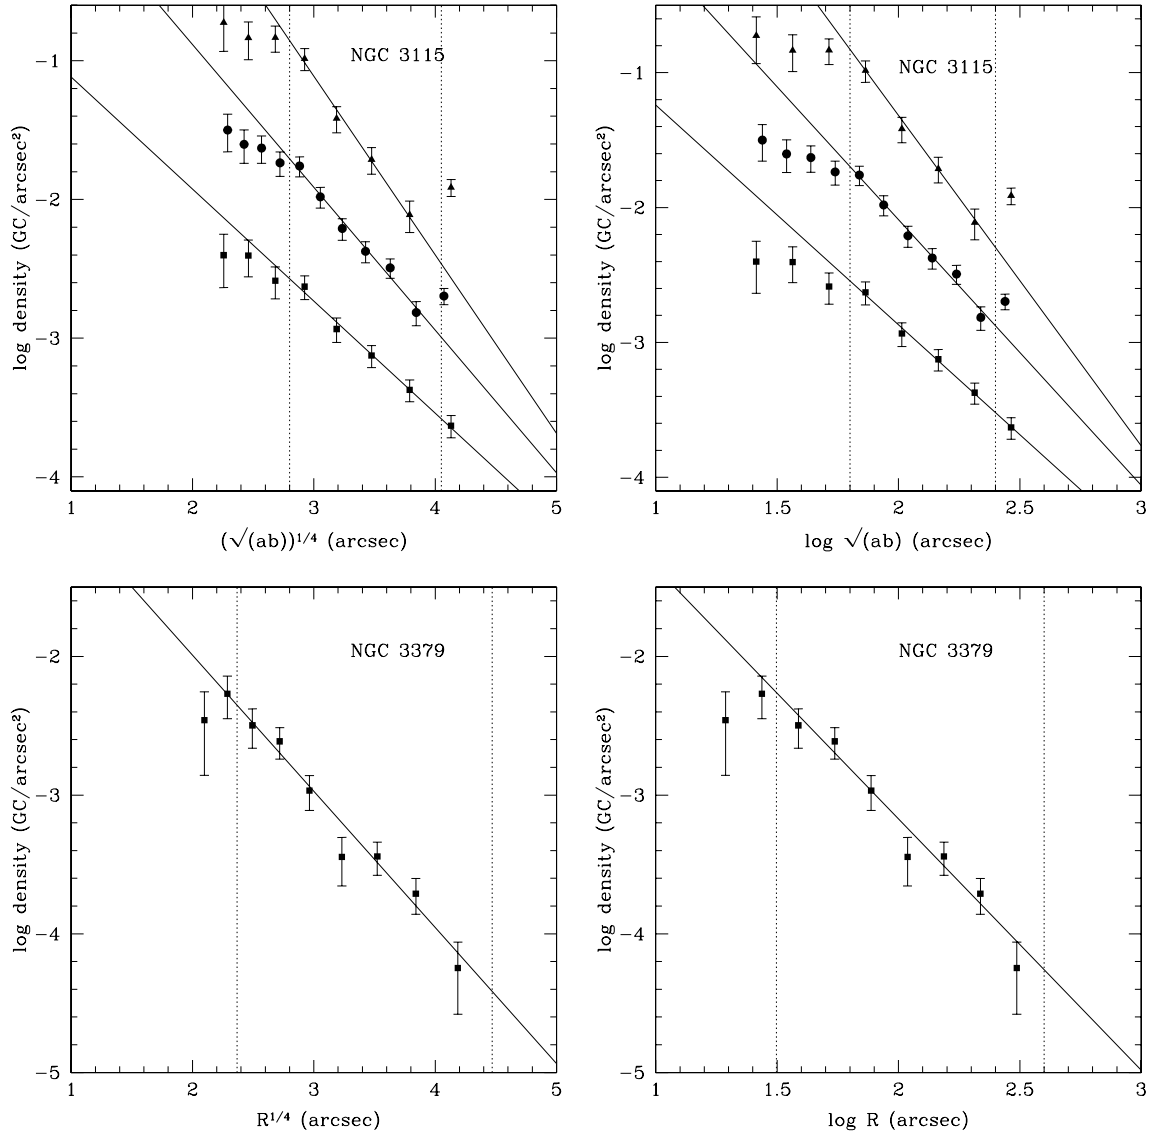 NGC 3115
log density (GC/arcsec²)
−1
−2
−3
−4
1 2 3 4 5
(√(ab))¹/⁴ (arcsec)
NGC 3115
log density (GC/arcsec²)
−1
−2
−3
−4
1 1.5 2 2.5 3
log √(ab) (arcsec)
NGC 3379
log density (GC/arcsec²)
−2
−3
−4
−5
1 2 3 4 5
R¹/⁴ (arcsec)
NGC 3379
log density (GC/arcsec²)
−2
−3
−4
−5
1 1.5 2 2.5 3
log R (arcsec)